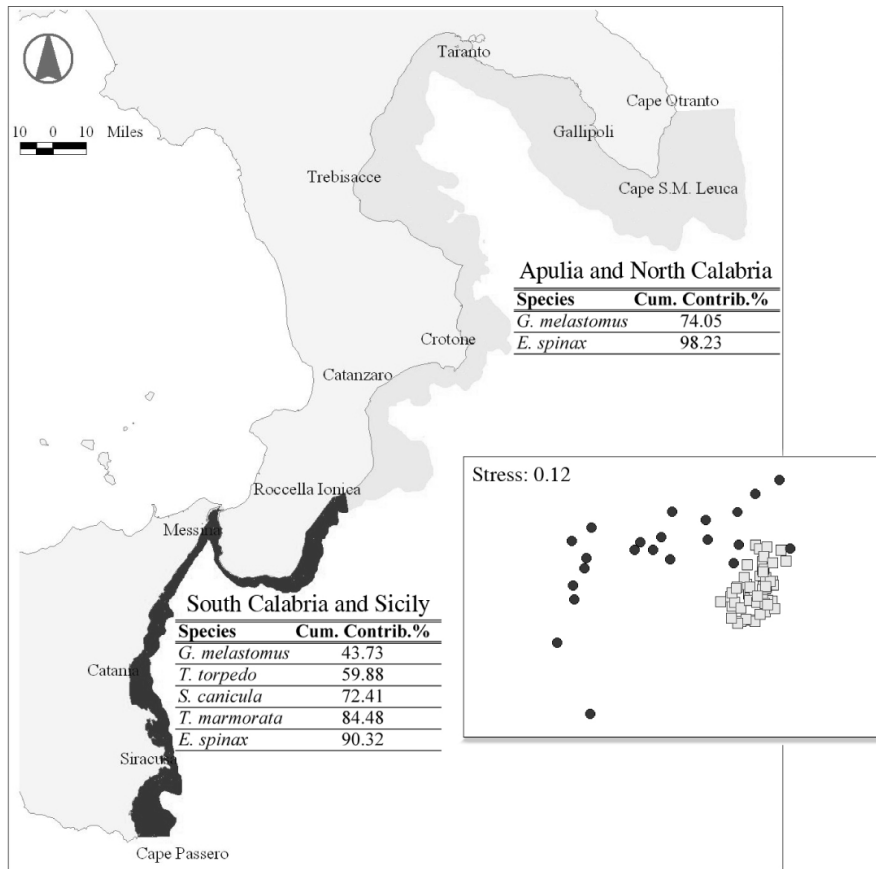 Taranto
Cape Otranto
10 0 10 Miles
Gallipoli
Trebisacce
Cape S.M. Leuca
Apulia and North Calabria
Species Cum. Contrib.%
G. melastomus 74.05
E. spinax 98.23
Crotone
Catanzaro
Stress: 0.12
Roccella Ionica
Messina
South Calabria and Sicily
Species Cum. Contrib.%
G. melastomus 43.73
T. torpedo 59.88
S. canicula 72.41
T. marmorata 84.48
E. spinax 90.32
Catania
Siracusa
Cape Passero